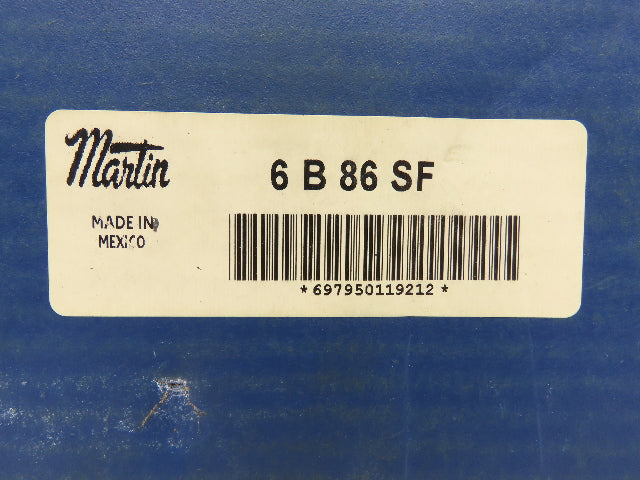 Martin
6 B 86 SF
MADE IN
MEXICO
*697950119212*